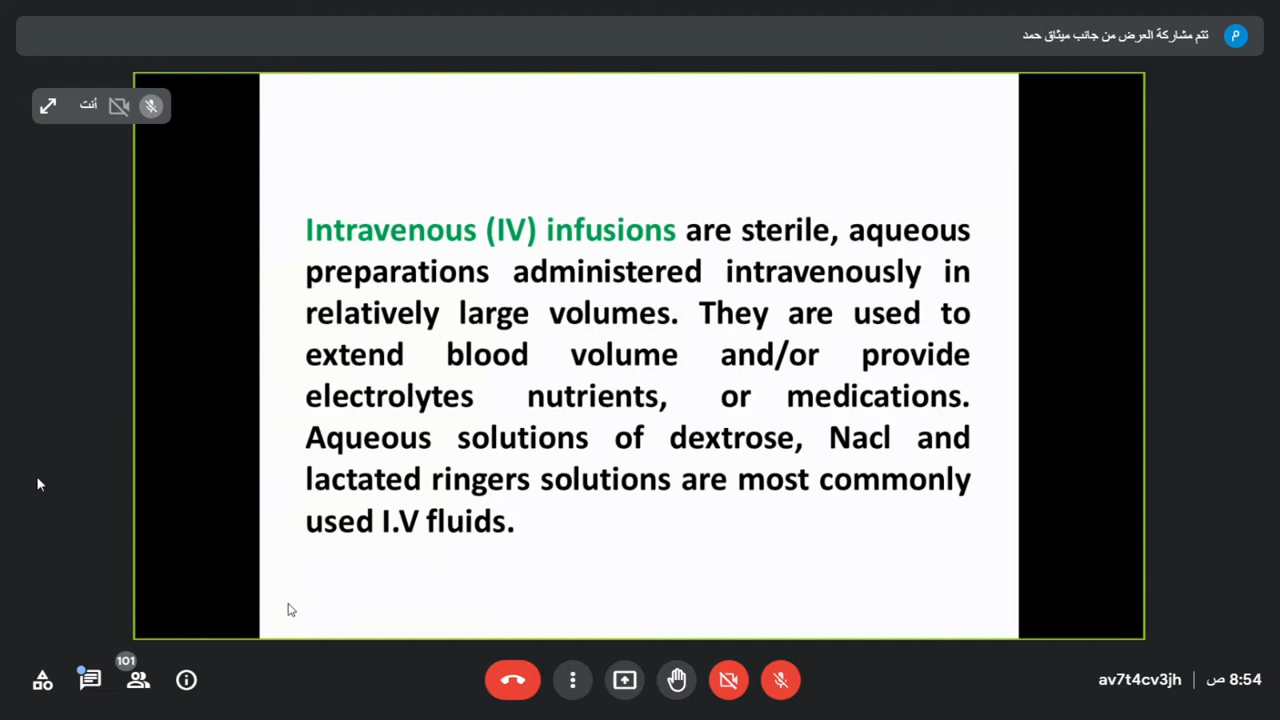 تتم مشاركة العرض من جانب ميثاق حمد
م
أنت
Intravenous (IV) infusions are sterile, aqueous
preparations administered intravenously in
relatively large volumes. They are used to
extend blood volume and/or provide
electrolytes nutrients, or medications.
Aqueous solutions of dextrose, Nacl and
lactated ringers solutions are most commonly
used I.V fluids.
101
av7t4cv3jh | 8:54 ص